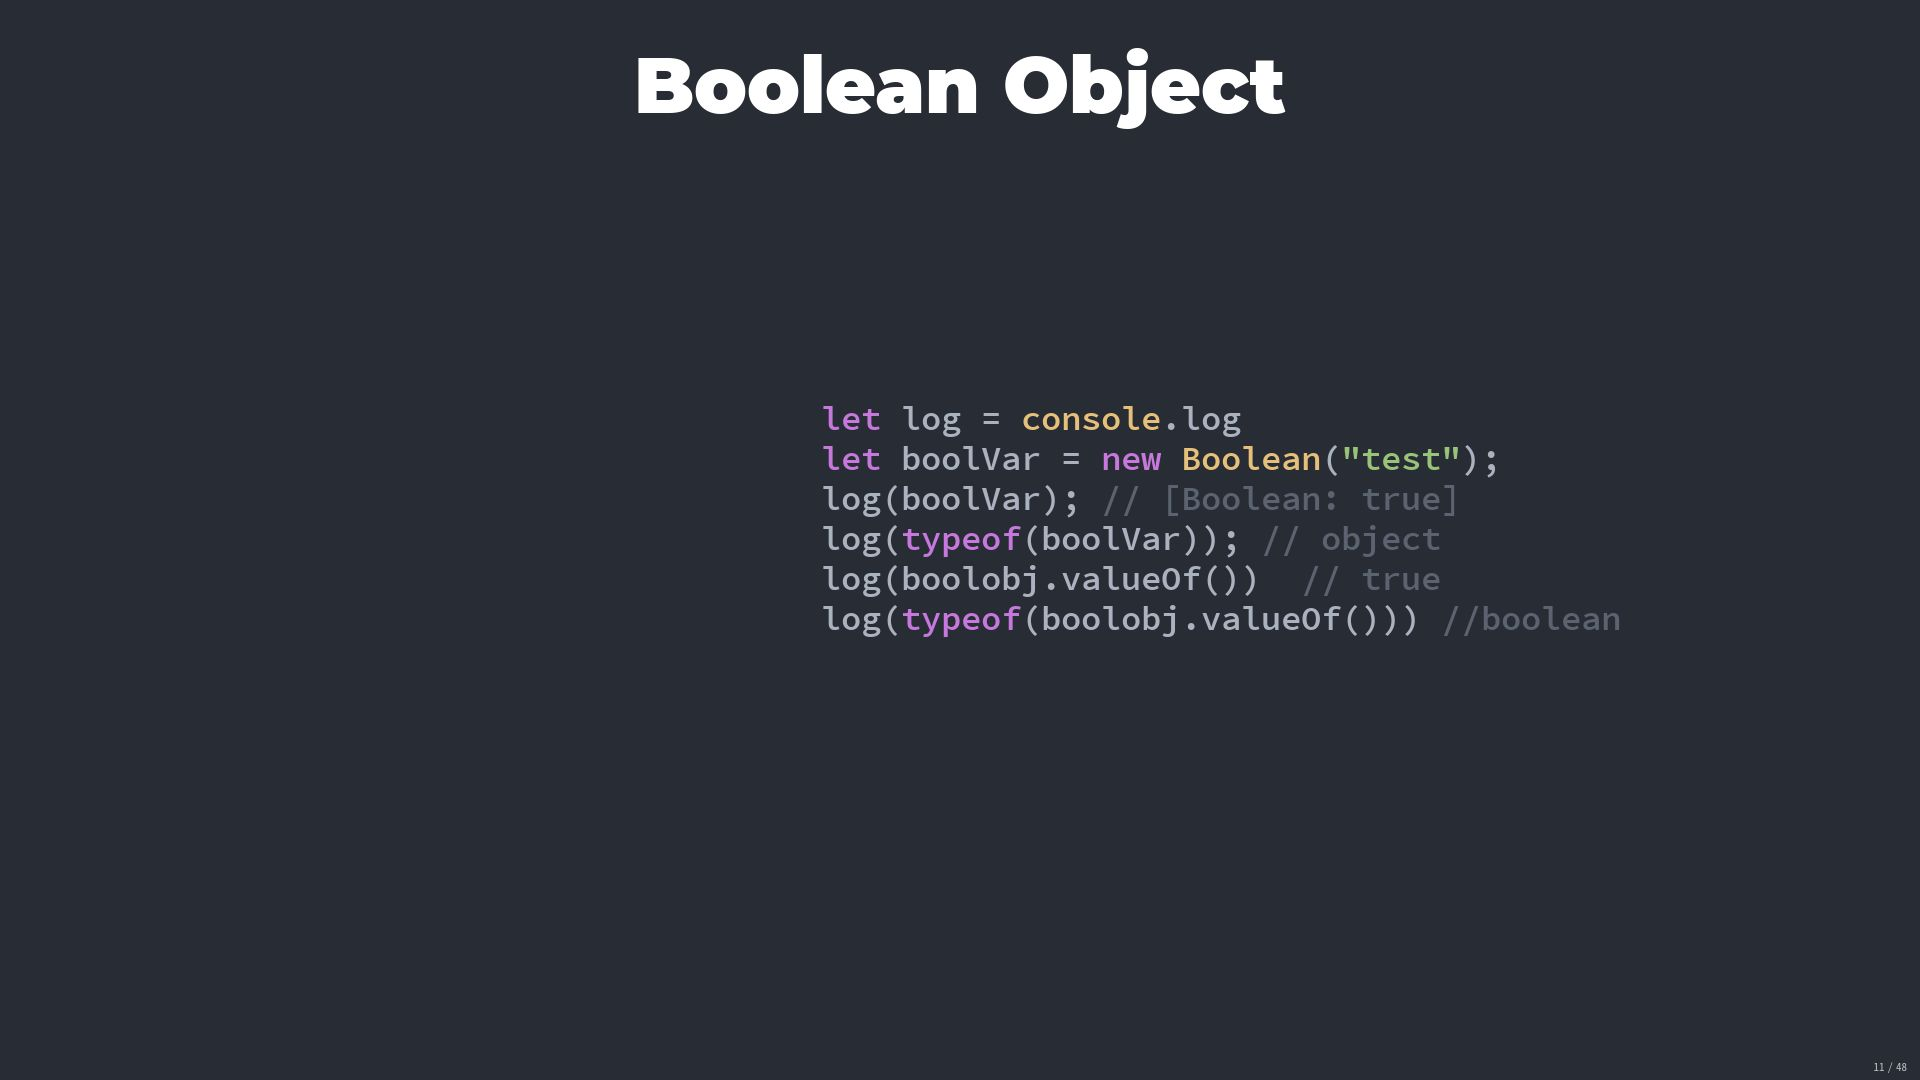 Boolean Object
let log = console.log
let boolVar = new Boolean("test");
log(boolVar); // [Boolean: true]
log(typeof(boolVar)); // object
log(boolobj.valueOf())  // true
log(typeof(boolobj.valueOf())) //boolean
11 / 48